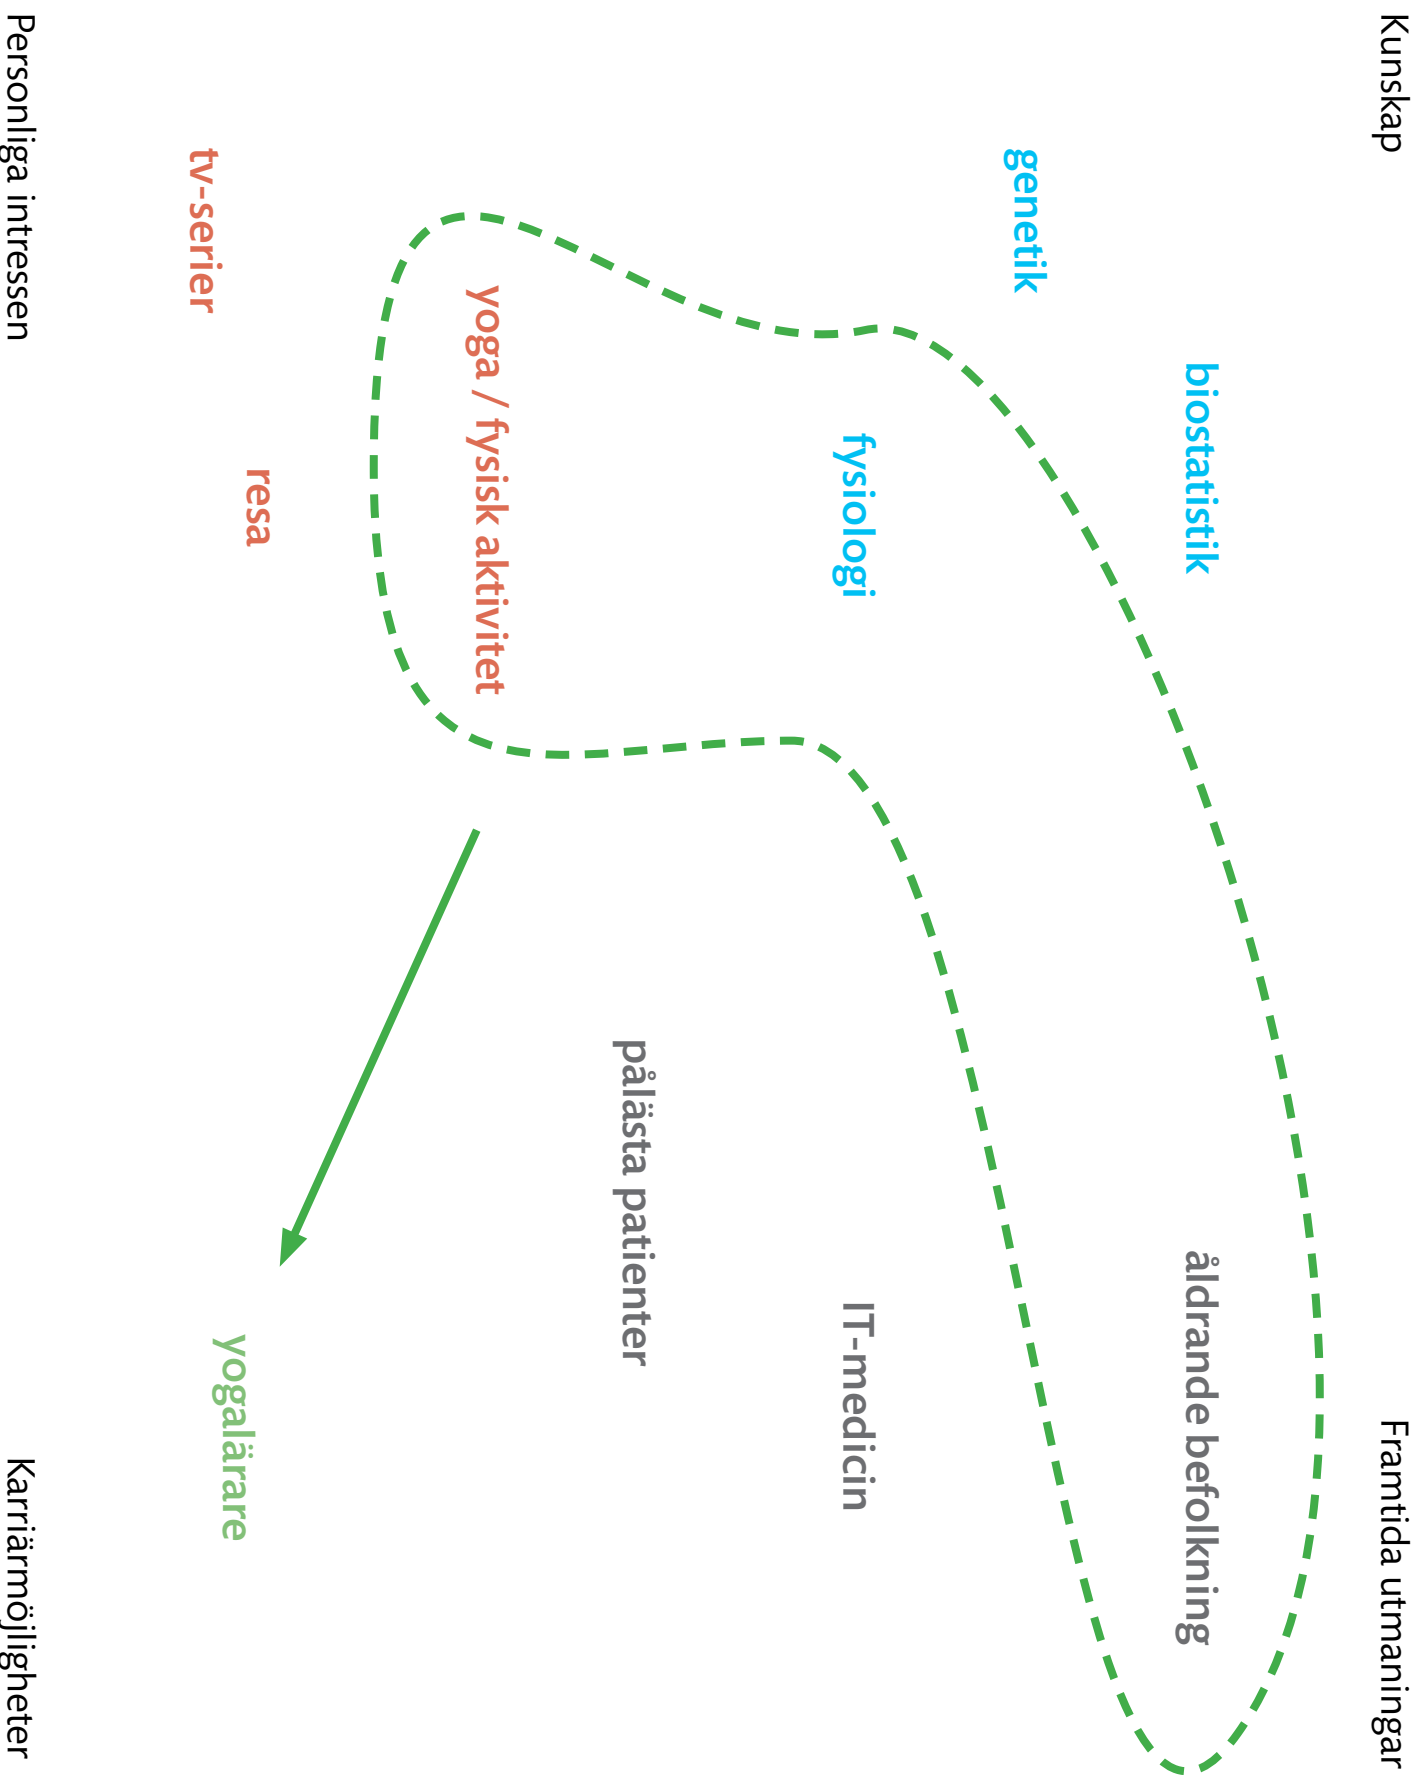 Kunskap
Framtida utmaningar
biostatistik
åldrande befolkning
genetik
fysiologi
IT-medicin
pålästa patienter
yoga / fysisk aktivitet
resa
yogalärare
tv-serier
Personliga intressen
Karriärmöjligheter